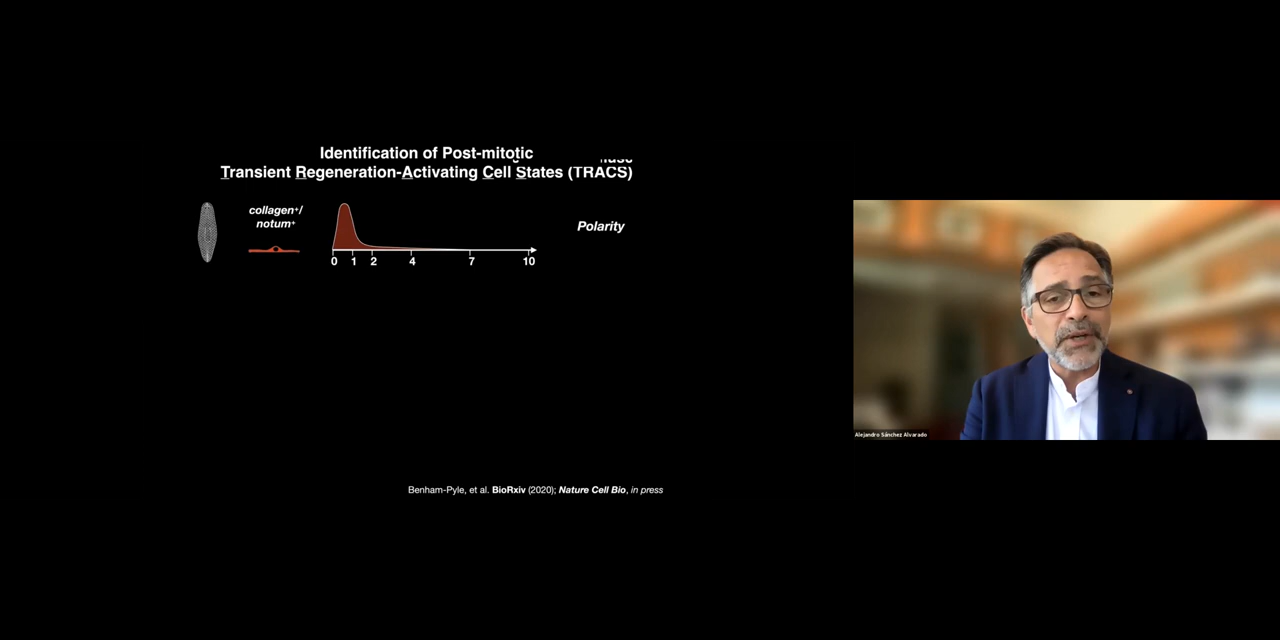 Identification of Post-mitotic
Transient Regeneration-Activating Cell States (TRACS)
collagen+/
notum+
Polarity
0 1 2 4 7 10
Benham-Pyle, et al. BioRxiv (2020); Nature Cell Bio, in press
Alejandro Sánchez Alvarado